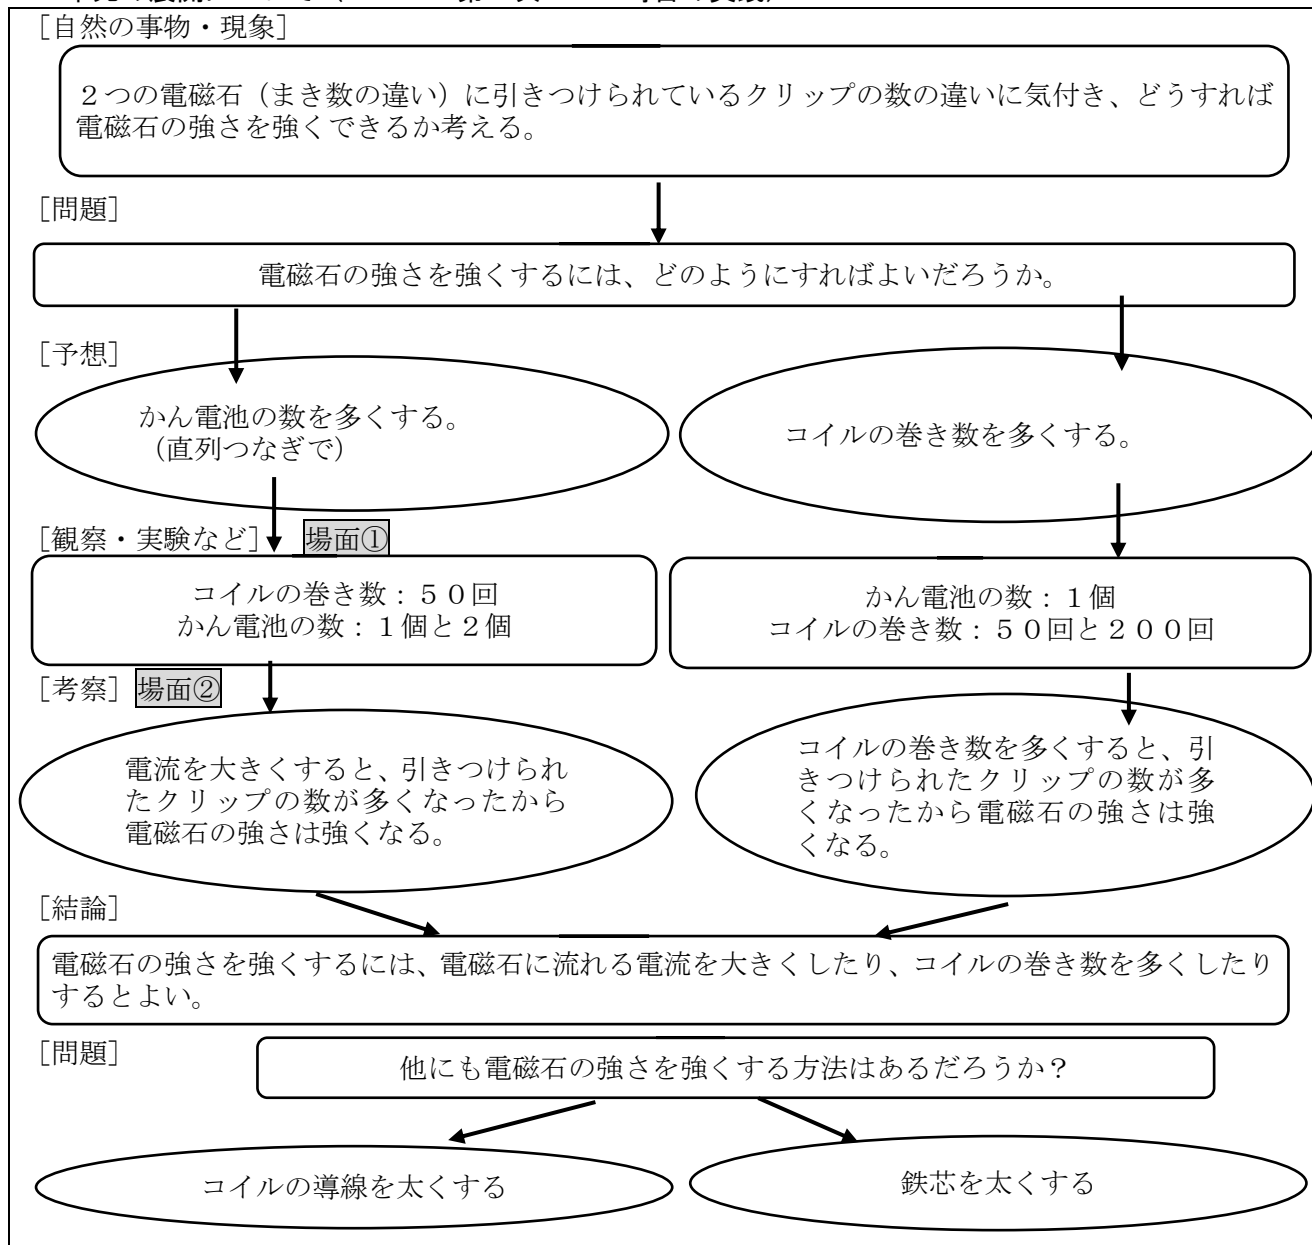 ［自然の事物・現象］
２つの電磁石（まき数の違い）に引きつけられているクリップの数の違いに気付き、どうすれば
電磁石の強さを強くできるか考える。
［問題］
電磁石の強さを強くするには、どのようにすればよいだろうか。
［予想］
かん電池の数を多くする。
（直列つなぎで）
コイルの巻き数を多くする。
［観察・実験など］ 場面①
コイルの巻き数：５０回
かん電池の数：１個と２個
かん電池の数：１個
コイルの巻き数：５０回と２００回
［考察］ 場面②
電流を大きくすると、引きつけられ
たクリップの数が多くなったから
電磁石の強さは強くなる。
コイルの巻き数を多くすると、引
きつけられたクリップの数が多
くなったから電磁石の強さは強
くなる。
［結論］
電磁石の強さを強くするには、電磁石に流れる電流を大きくしたり、コイルの巻き数を多くしたり
するとよい。
［問題］
他にも電磁石の強さを強くする方法はあるだろうか？
コイルの導線を太くする
鉄芯を太くする